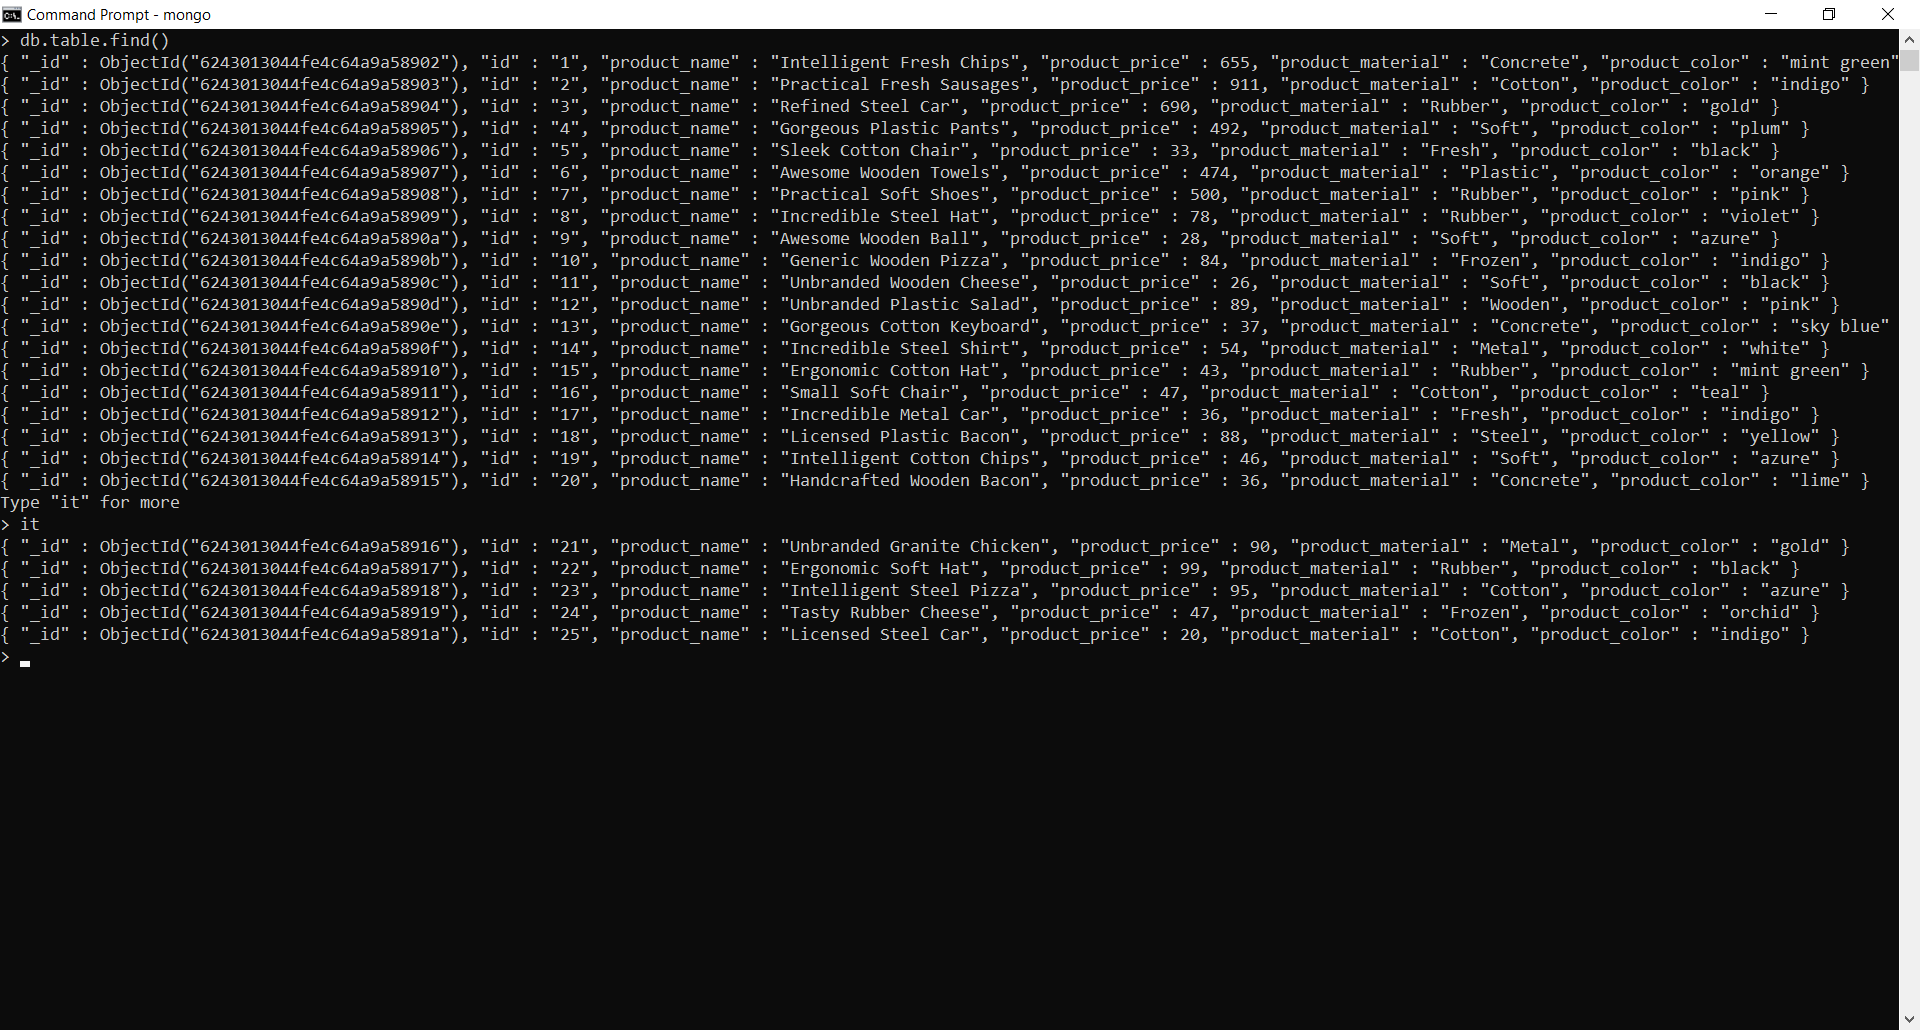 Command Prompt - mongo
> db.table.find()
{ "_id" : ObjectId("6243013044fe4c64a9a58902"), "id" : "1", "product_name" : "Intelligent Fresh Chips", "product_price" : 655, "product_material" : "Concrete", "product_color" : "mint green"
{ "_id" : ObjectId("6243013044fe4c64a9a58903"), "id" : "2", "product_name" : "Practical Fresh Sausages", "product_price" : 911, "product_material" : "Cotton", "product_color" : "indigo" }
{ "_id" : ObjectId("6243013044fe4c64a9a58904"), "id" : "3", "product_name" : "Refined Steel Car", "product_price" : 690, "product_material" : "Rubber", "product_color" : "gold" }
{ "_id" : ObjectId("6243013044fe4c64a9a58905"), "id" : "4", "product_name" : "Gorgeous Plastic Pants", "product_price" : 492, "product_material" : "Soft", "product_color" : "plum" }
{ "_id" : ObjectId("6243013044fe4c64a9a58906"), "id" : "5", "product_name" : "Sleek Cotton Chair", "product_price" : 33, "product_material" : "Fresh", "product_color" : "black" }
{ "_id" : ObjectId("6243013044fe4c64a9a58907"), "id" : "6", "product_name" : "Awesome Wooden Towels", "product_price" : 474, "product_material" : "Plastic", "product_color" : "orange" }
{ "_id" : ObjectId("6243013044fe4c64a9a58908"), "id" : "7", "product_name" : "Practical Soft Shoes", "product_price" : 500, "product_material" : "Rubber", "product_color" : "pink" }
{ "_id" : ObjectId("6243013044fe4c64a9a58909"), "id" : "8", "product_name" : "Incredible Steel Hat", "product_price" : 78, "product_material" : "Rubber", "product_color" : "violet" }
{ "_id" : ObjectId("6243013044fe4c64a9a5890a"), "id" : "9", "product_name" : "Awesome Wooden Ball", "product_price" : 28, "product_material" : "Soft", "product_color" : "azure" }
{ "_id" : ObjectId("6243013044fe4c64a9a5890b"), "id" : "10", "product_name" : "Generic Wooden Pizza", "product_price" : 84, "product_material" : "Frozen", "product_color" : "indigo" }
{ "_id" : ObjectId("6243013044fe4c64a9a5890c"), "id" : "11", "product_name" : "Unbranded Wooden Cheese", "product_price" : 26, "product_material" : "Soft", "product_color" : "black" }
{ "_id" : ObjectId("6243013044fe4c64a9a5890d"), "id" : "12", "product_name" : "Unbranded Plastic Salad", "product_price" : 89, "product_material" : "Wooden", "product_color" : "pink" }
{ "_id" : ObjectId("6243013044fe4c64a9a5890e"), "id" : "13", "product_name" : "Gorgeous Cotton Keyboard", "product_price" : 37, "product_material" : "Concrete", "product_color" : "sky blue"
{ "_id" : ObjectId("6243013044fe4c64a9a5890f"), "id" : "14", "product_name" : "Incredible Steel Shirt", "product_price" : 54, "product_material" : "Metal", "product_color" : "white" }
{ "_id" : ObjectId("6243013044fe4c64a9a58910"), "id" : "15", "product_name" : "Ergonomic Cotton Hat", "product_price" : 43, "product_material" : "Rubber", "product_color" : "mint green" }
{ "_id" : ObjectId("6243013044fe4c64a9a58911"), "id" : "16", "product_name" : "Small Soft Chair", "product_price" : 47, "product_material" : "Cotton", "product_color" : "teal" }
{ "_id" : ObjectId("6243013044fe4c64a9a58912"), "id" : "17", "product_name" : "Incredible Metal Car", "product_price" : 36, "product_material" : "Fresh", "product_color" : "indigo" }
{ "_id" : ObjectId("6243013044fe4c64a9a58913"), "id" : "18", "product_name" : "Licensed Plastic Bacon", "product_price" : 88, "product_material" : "Steel", "product_color" : "yellow" }
{ "_id" : ObjectId("6243013044fe4c64a9a58914"), "id" : "19", "product_name" : "Intelligent Cotton Chips", "product_price" : 46, "product_material" : "Soft", "product_color" : "azure" }
{ "_id" : ObjectId("6243013044fe4c64a9a58915"), "id" : "20", "product_name" : "Handcrafted Wooden Bacon", "product_price" : 36, "product_material" : "Concrete", "product_color" : "lime" }
Type "it" for more
> it
{ "_id" : ObjectId("6243013044fe4c64a9a58916"), "id" : "21", "product_name" : "Unbranded Granite Chicken", "product_price" : 90, "product_material" : "Metal", "product_color" : "gold" }
{ "_id" : ObjectId("6243013044fe4c64a9a58917"), "id" : "22", "product_name" : "Ergonomic Soft Hat", "product_price" : 99, "product_material" : "Rubber", "product_color" : "black" }
{ "_id" : ObjectId("6243013044fe4c64a9a58918"), "id" : "23", "product_name" : "Intelligent Steel Pizza", "product_price" : 95, "product_material" : "Cotton", "product_color" : "azure" }
{ "_id" : ObjectId("6243013044fe4c64a9a58919"), "id" : "24", "product_name" : "Tasty Rubber Cheese", "product_price" : 47, "product_material" : "Frozen", "product_color" : "orchid" }
{ "_id" : ObjectId("6243013044fe4c64a9a5891a"), "id" : "25", "product_name" : "Licensed Steel Car", "product_price" : 20, "product_material" : "Cotton", "product_color" : "indigo" }
>